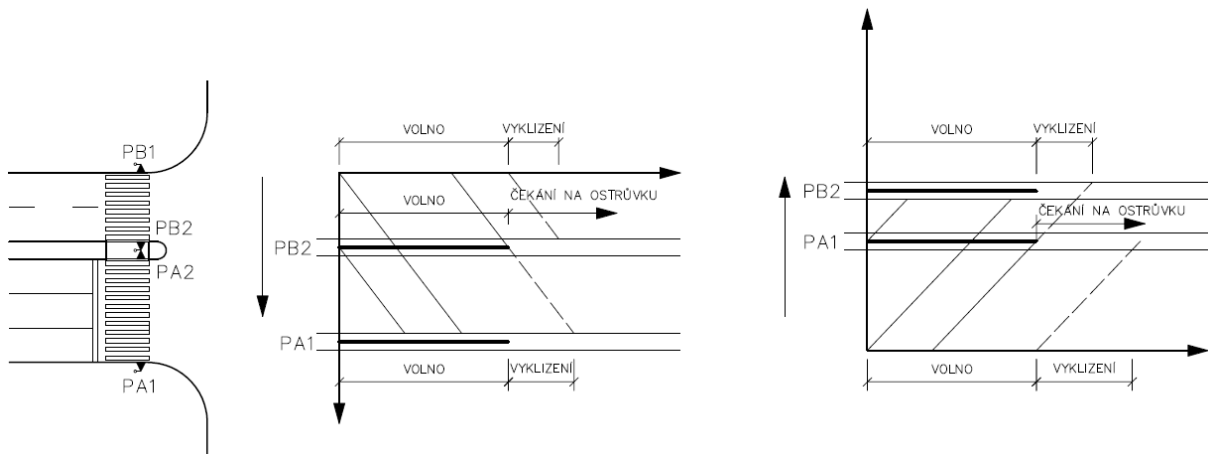 PB1
PB2
PA2
PA1
VOLNO
VYKLIZENÍ
VOLNO
ČEKÁNÍ NA OSTRŮVKU
PB2
PA1
VOLNO
VYKLIZENÍ
VOLNO
VYKLIZENÍ
PB2
ČEKÁNÍ NA OSTRŮVKU
PA1
VOLNO
VYKLIZENÍ